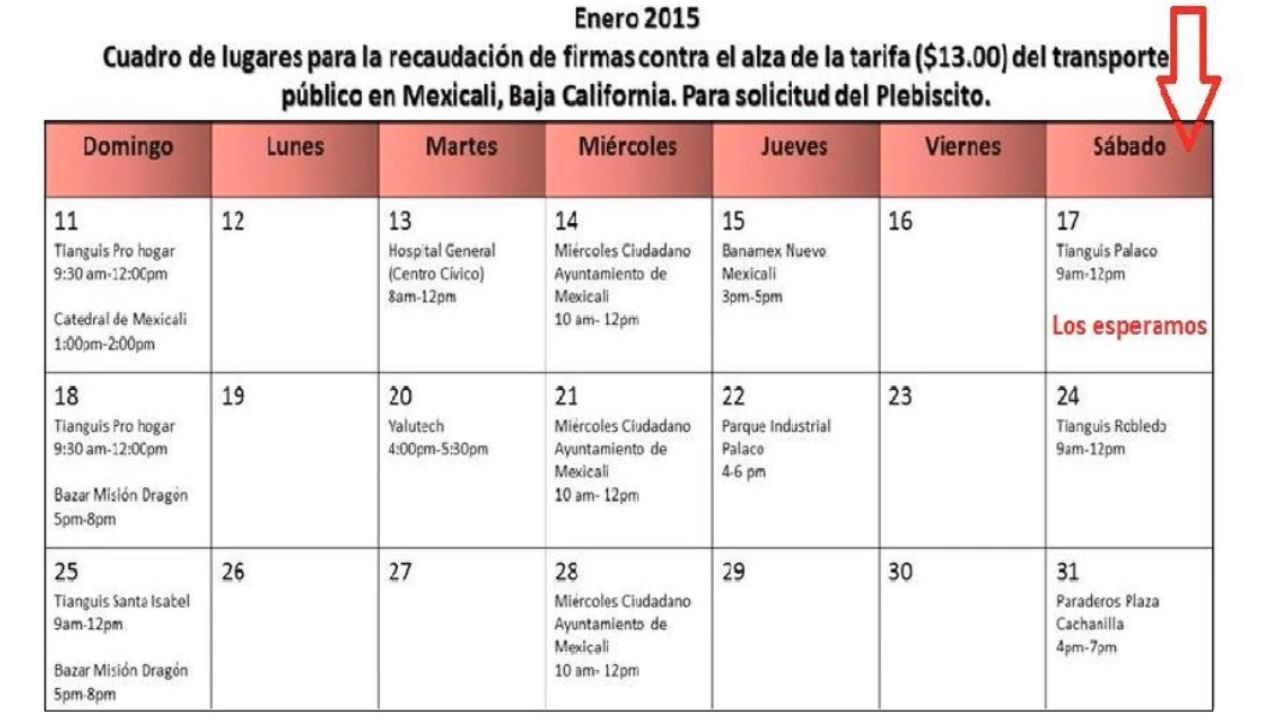 Enero 2015
Cuadro de lugares para la recaudación de firmas contra el alza de la tarifa ($13.00) del transporte
público en Mexicali, Baja California. Para solicitud del Plebiscito.
Domingo
Lunes
Martes
Miércoles
Jueves
Viernes
Sábado
11
Tianguis Pro hogar
9:30 am-12:00pm
Catedral de Mexicali
1:00pm-2:00pm
12
13
Hospital General
(Centro Cívico)
8am-12pm
14
Miércoles Ciudadano
Ayuntamiento de
Mexicali
10 am- 12pm
15
Banamex Nuevo
Mexicali
3pm-5pm
16
17
Tianguis Palaco
9am-12pm
Los esperamos
18
Tianguis Pro hogar
9:30 am-12:00pm
Bazar Misión Dragón
5pm-8pm
19
20
Valutech
4:00pm-5:30pm
21
Miércoles Ciudadano
Ayuntamiento de
Mexicali
10 am- 12pm
22
Parque Industrial
Palaco
4-6 pm
23
24
Tianguis Robledo
9am-12pm
25
Tianguis Santa Isabel
9am-12pm
Bazar Misión Dragón
5pm-8pm
26
27
28
Miércoles Ciudadano
Ayuntamiento de
Mexicali
10 am- 12pm
29
30
31
Paraderos Plaza
Cachanilla
4pm-7pm